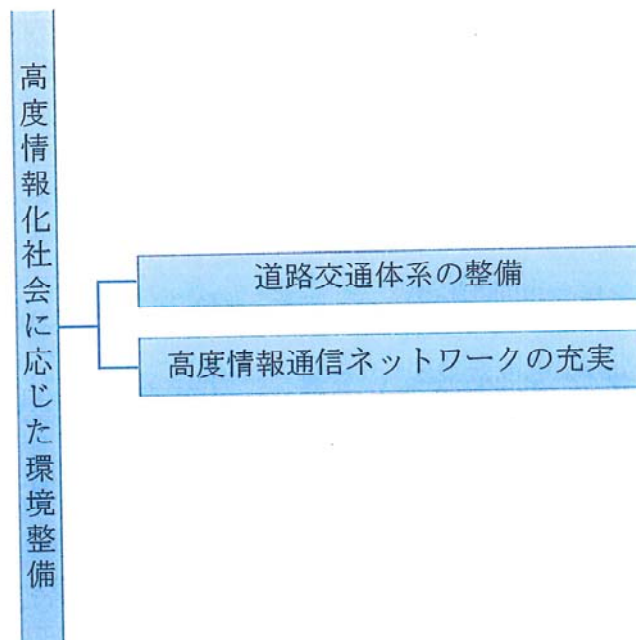 高度情報化社会に応じた環境整備
道路交通体系の整備
高度情報通信ネットワークの充実